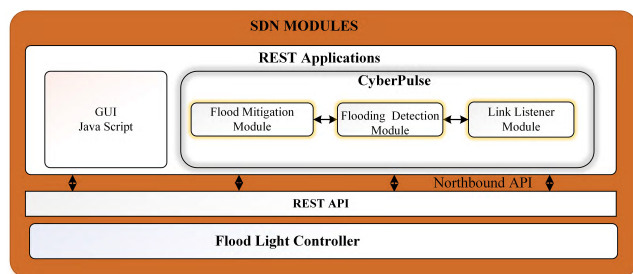 SDN MODULES
REST Applications
CyberPulse
GUI
Java Script
Flood Mitigation
Module
Flooding Detection
Module
Link Listener
Module
Northbound API
REST API
Flood Light Controller